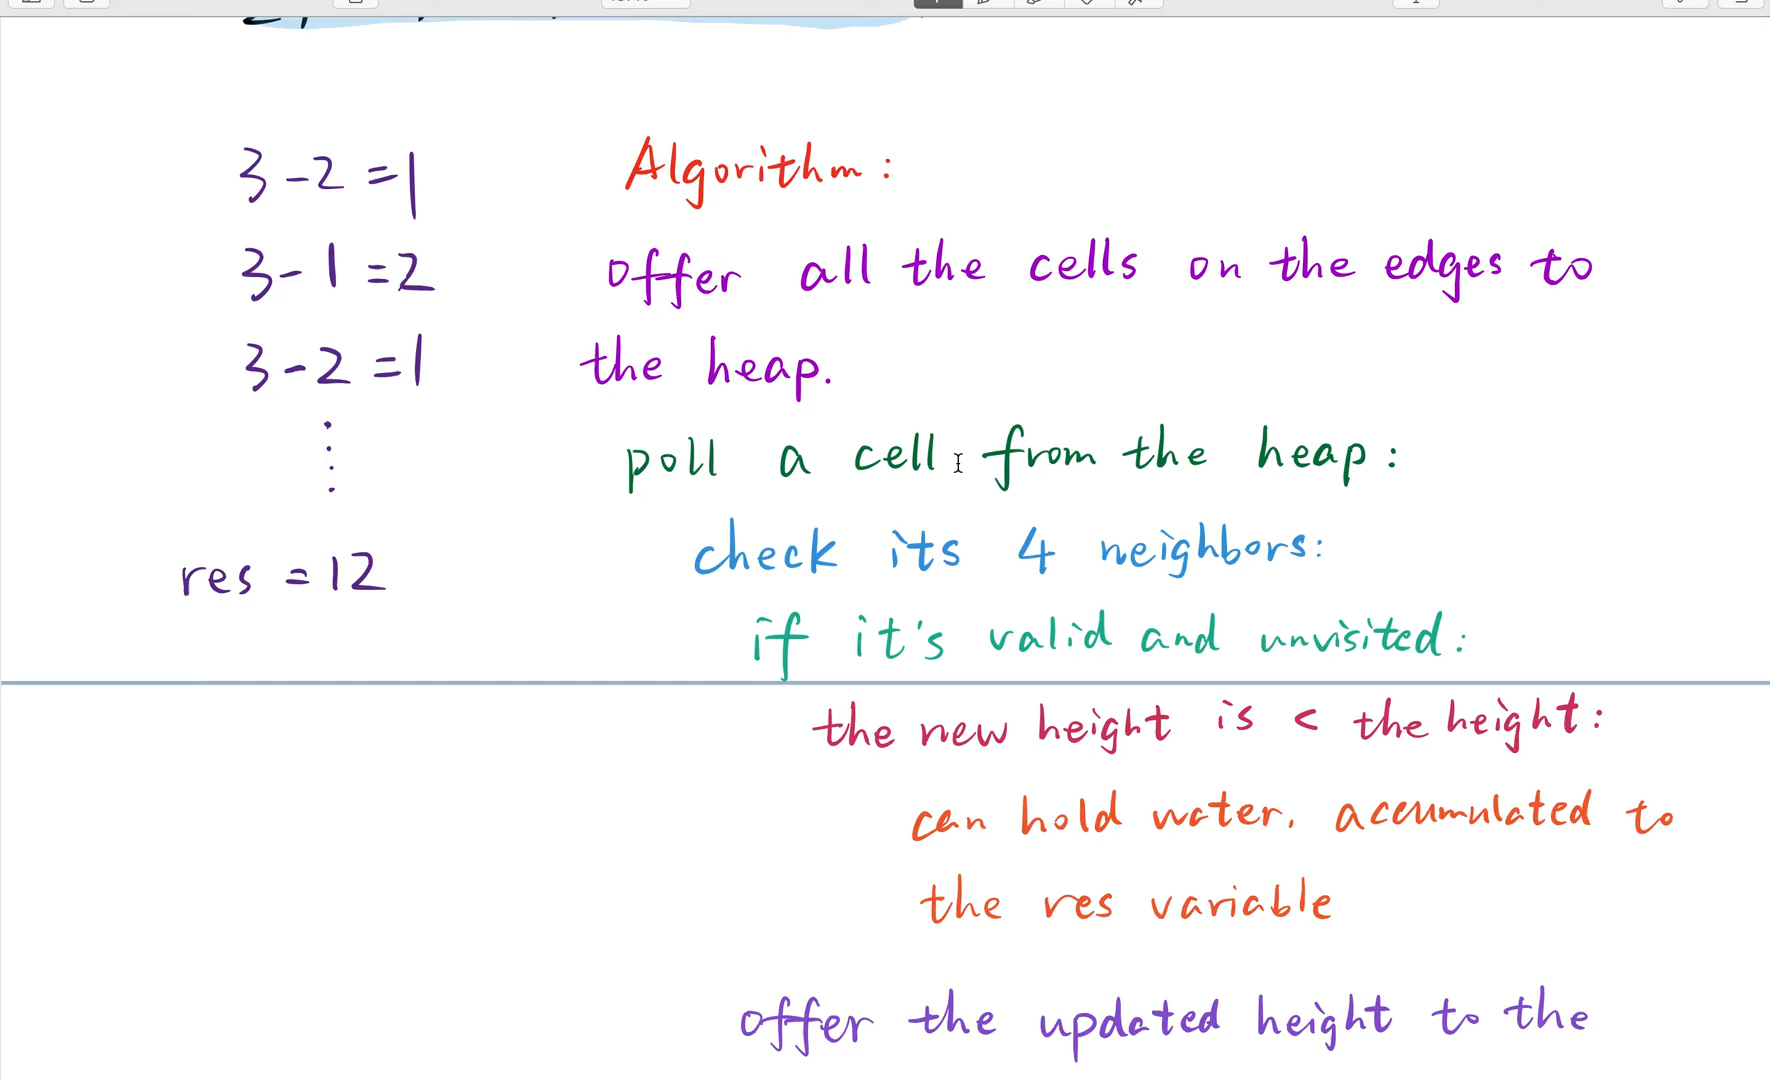 3-2=1
3-1=2
3-2=1
res=12
Algorithm:
offer all the cells on the edges to
the heap.
poll a cell from the heap:
check its 4 neighbors:
if it's valid and unvisited:
the new height is < the height:
can hold water. accumulated to
the res variable
offer the updated height to the